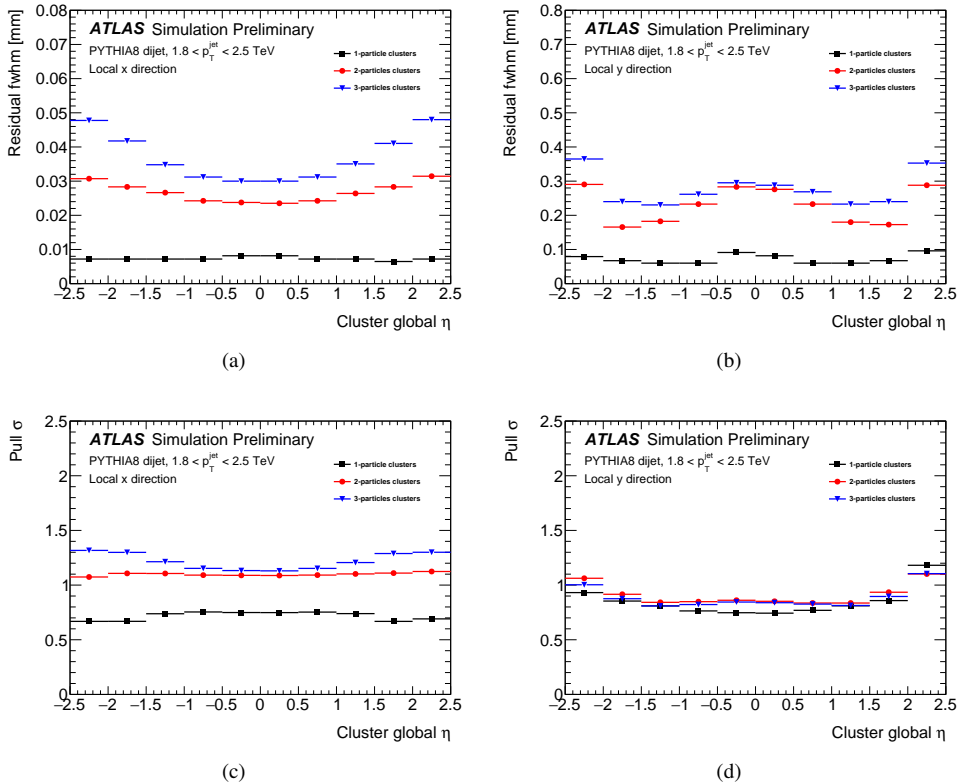 Residual fwhm [mm]
0.08
0.07
0.06
0.05
0.04
0.03
0.02
0.01
0
ATLAS Simulation Preliminary
PYTHIA8 dijet, 1.8 < p_T^jet < 2.5 TeV
Local x direction
1-particle clusters
2-particles clusters
3-particles clusters
−2.5 −2 −1.5 −1 −0.5 0 0.5 1 1.5 2 2.5
Cluster global η
(a)
Residual fwhm [mm]
0.8
0.7
0.6
0.5
0.4
0.3
0.2
0.1
0
ATLAS Simulation Preliminary
PYTHIA8 dijet, 1.8 < p_T^jet < 2.5 TeV
Local y direction
1-particle clusters
2-particles clusters
3-particles clusters
−2.5 −2 −1.5 −1 −0.5 0 0.5 1 1.5 2 2.5
Cluster global η
(b)
Pull σ
2.5
2
1.5
1
0.5
0
ATLAS Simulation Preliminary
PYTHIA8 dijet, 1.8 < p_T^jet < 2.5 TeV
Local x direction
1-particle clusters
2-particles clusters
3-particles clusters
−2.5 −2 −1.5 −1 −0.5 0 0.5 1 1.5 2 2.5
Cluster global η
(c)
Pull σ
2.5
2
1.5
1
0.5
0
ATLAS Simulation Preliminary
PYTHIA8 dijet, 1.8 < p_T^jet < 2.5 TeV
Local y direction
1-particle clusters
2-particles clusters
3-particles clusters
−2.5 −2 −1.5 −1 −0.5 0 0.5 1 1.5 2 2.5
Cluster global η
(d)